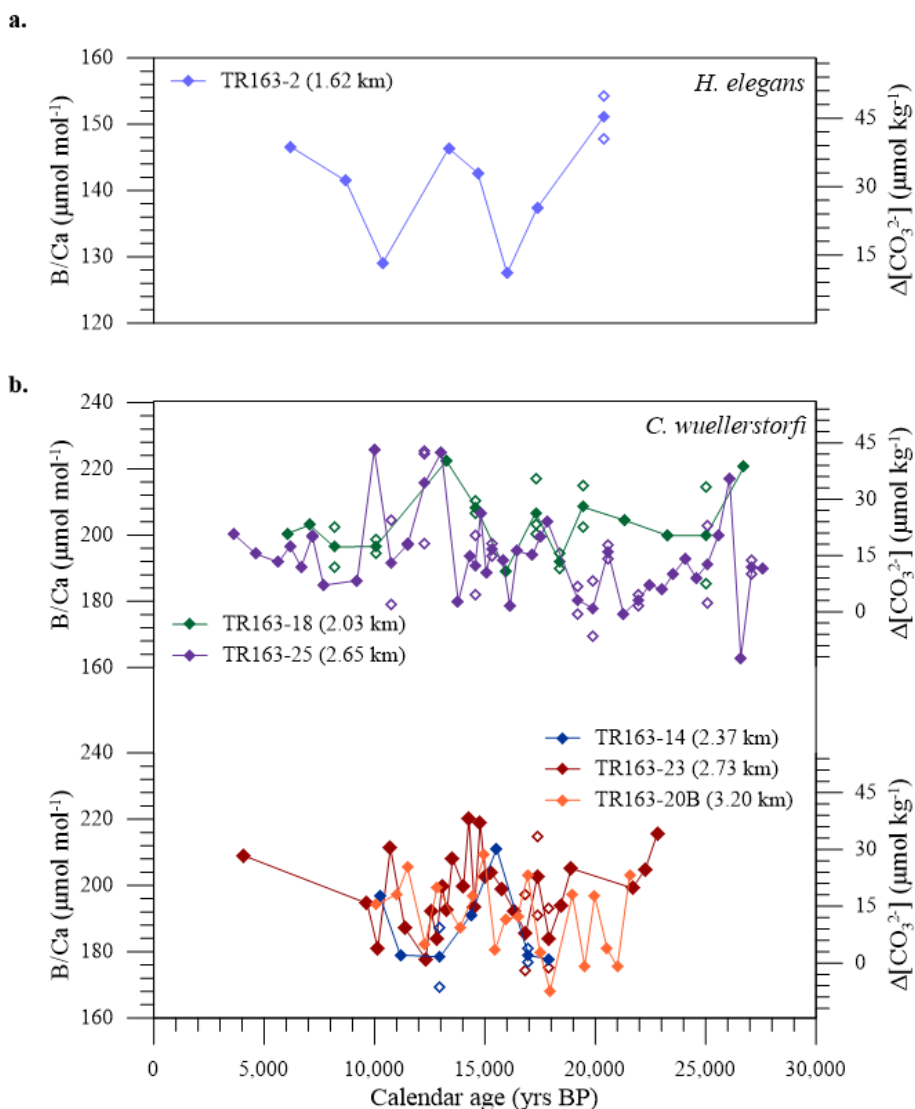 a.
160
150
140
130
120
B/Ca (µmol mol⁻¹)
TR163-2 (1.62 km)
H. elegans
45
30
15
Δ[CO₃²⁻] (µmol kg⁻¹)
b.
240
220
200
180
160
B/Ca (µmol mol⁻¹)
C. wuellerstorfi
TR163-18 (2.03 km)
TR163-25 (2.65 km)
45
30
15
0
Δ[CO₃²⁻] (µmol kg⁻¹)
240
220
200
180
160
B/Ca (µmol mol⁻¹)
TR163-14 (2.37 km)
TR163-23 (2.73 km)
TR163-20B (3.20 km)
45
30
15
0
Δ[CO₃²⁻] (µmol kg⁻¹)
0 5,000 10,000 15,000 20,000 25,000 30,000
Calendar age (yrs BP)